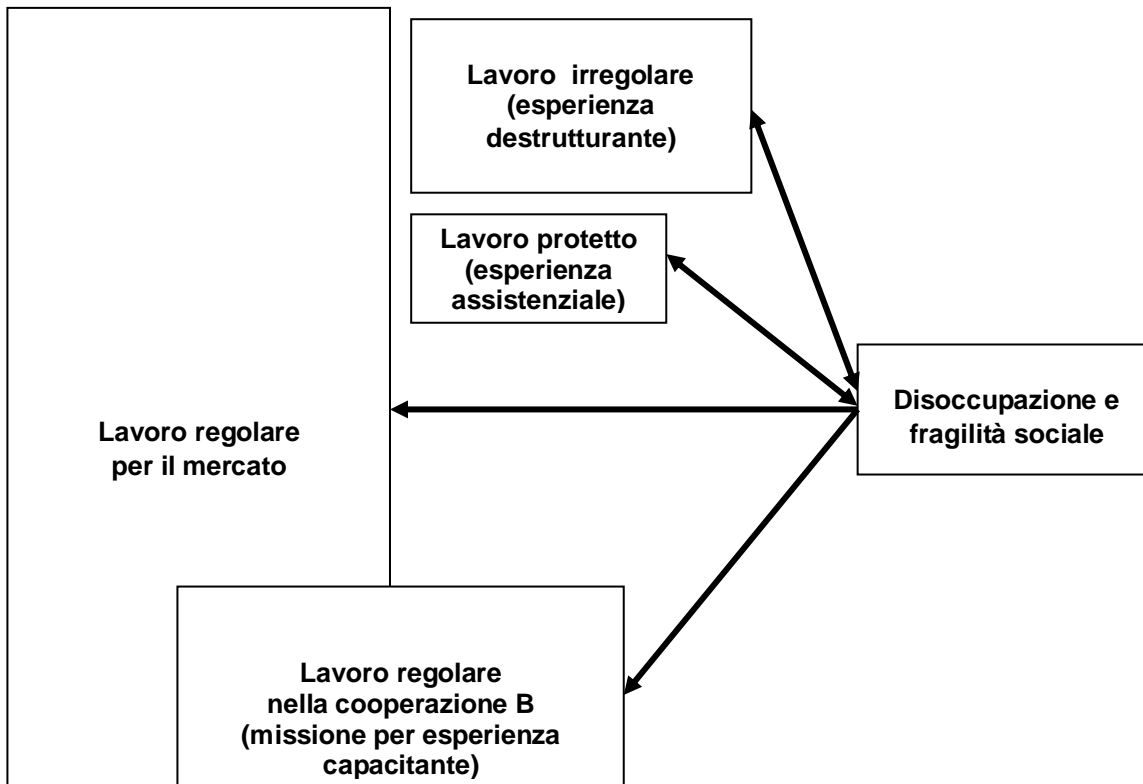 Lavoro irregolare
(esperienza
destrutturante)
Lavoro protetto
(esperienza
assistenziale)
Disoccupazione e
fragilità sociale
Lavoro regolare
per il mercato
Lavoro regolare
nella cooperazione B
(missione per esperienza
capacitante)